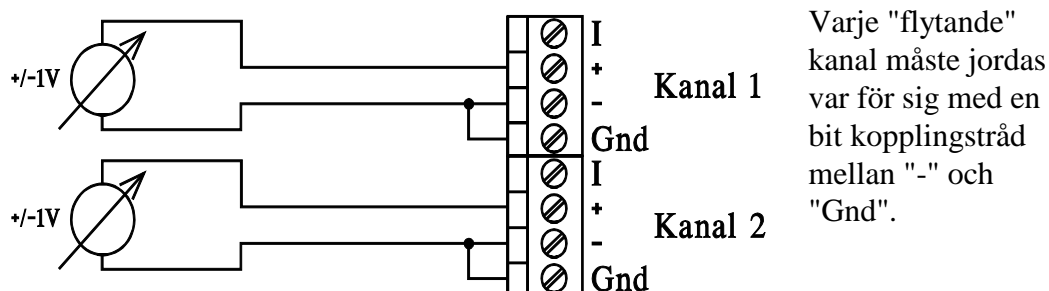 +/-1V
I
+
-
Gnd
Kanal 1
+/-1V
I
+
-
Gnd
Kanal 2
Varje "flytande"
kanal måste jordas
var för sig med en
bit kopplingstråd
mellan "-" och
"Gnd".